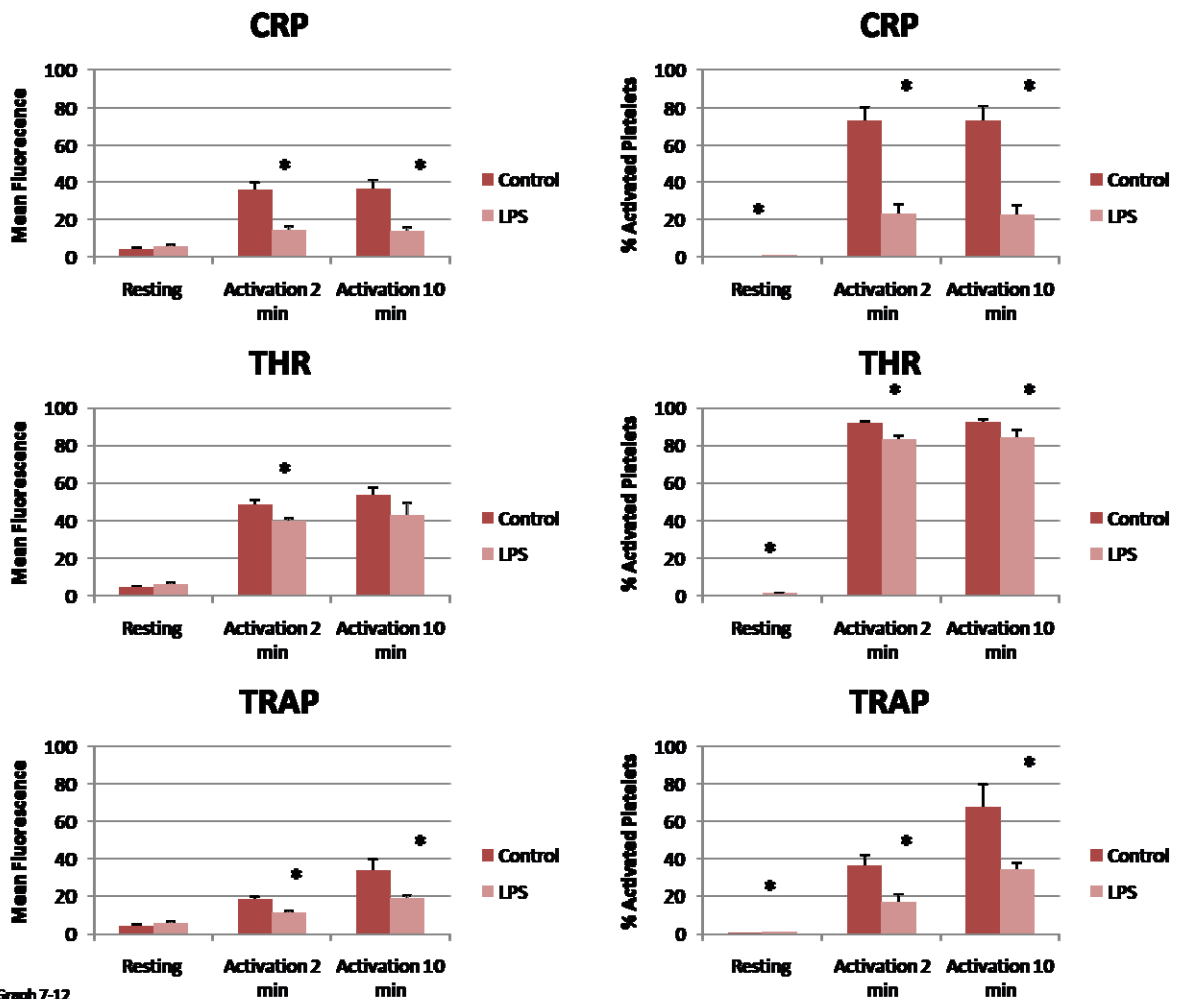 CRP
Mean Fluorecence
100
80
60
40
20
0
*
*
Resting
Activation 2 min
Activation 10 min
Control
LPS
CRP
% Activated Platelets
100
80
60
40
20
0
*
*
*
Resting
Activation 2 min
Activation 10 min
Control
LPS
THR
Mean Fluorescence
100
80
60
40
20
0
*
Resting
Activation 2 min
Activation 10 min
Control
LPS
THR
% Activated Platelets
100
80
60
40
20
0
*
*
*
Resting
Activation 2 min
Activation 10 min
Control
LPS
TRAP
Mean Fluorescence
100
80
60
40
20
0
*
*
Resting
Activation 2 min
Activation 10 min
Control
LPS
TRAP
% Activated Platelets
100
80
60
40
20
0
*
*
*
Resting
Activation 2 min
Activation 10 min
Control
LPS
Graph 7-12